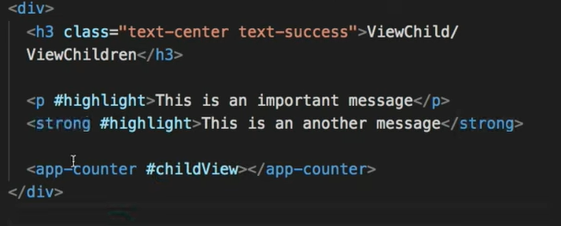 <div>
<h3 class="text-center text-success">ViewChild/
ViewChildren</h3>
<p #highlight>This is an important message</p>
<strong #highlight>This is an another message</strong>
<app-counter #childView></app-counter>
</div>